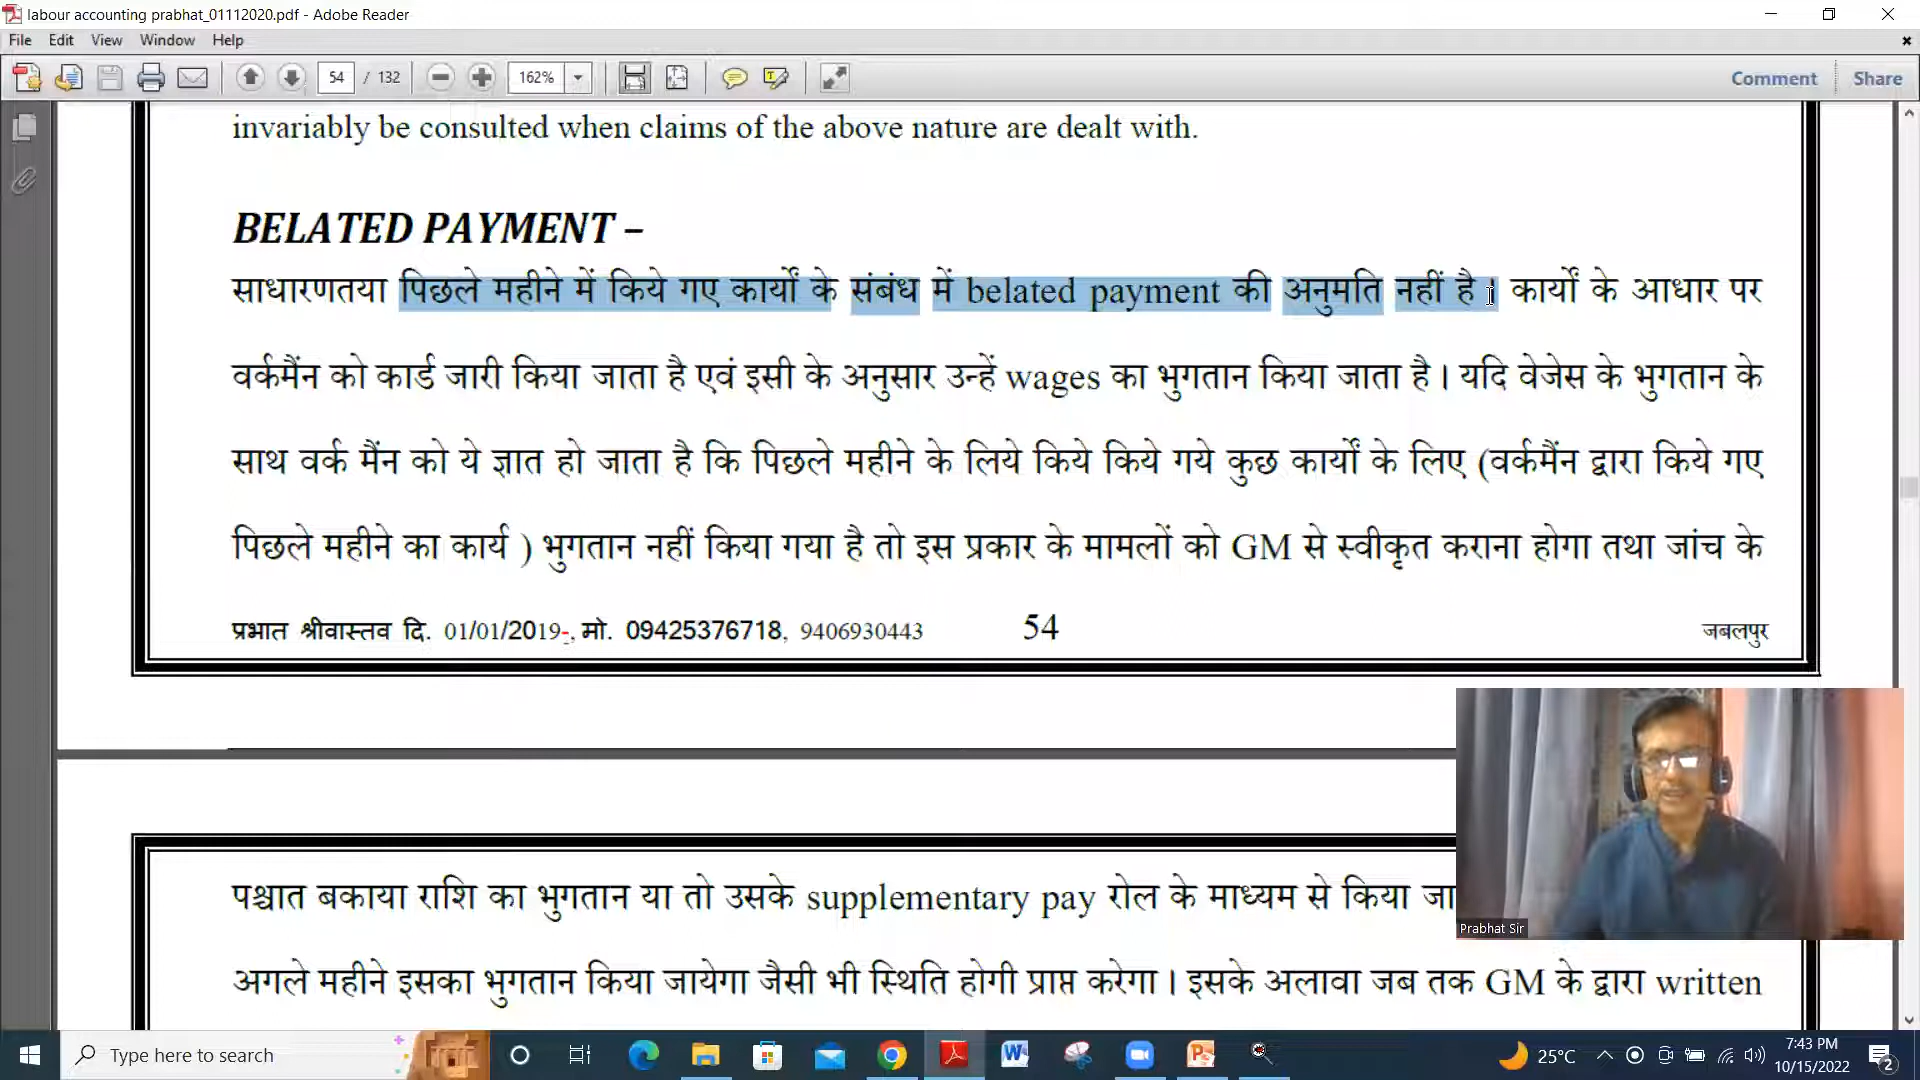 labour accounting prabhat_01112020.pdf - Adobe Reader
File Edit View Window Help
54 / 132 162% Comment Share
invariably be consulted when claims of the above nature are dealt with.
BELATED PAYMENT –
साधारणतया पिछले महीने में किये गए कार्यों के संबंध में belated payment की अनुमति नहीं है । कार्यों के आधार पर
वर्कमैंन को कार्ड जारी किया जाता है एवं इसी के अनुसार उन्हें wages का भुगतान किया जाता है । यदि वेजेस के भुगतान के
साथ वर्क मैंन को ये ज्ञात हो जाता है कि पिछले महीने के लिये किये किये गये कुछ कार्यों के लिए (वर्कमैंन द्वारा किये गए
पिछले महीने का कार्य ) भुगतान नहीं किया गया है तो इस प्रकार के मामलों को GM से स्वीकृत कराना होगा तथा जांच के
प्रभात श्रीवास्तव दि. 01/01/2019-, मो. 09425376718, 9406930443 54 जबलपुर
पश्चात बकाया राशि का भुगतान या तो उसके supplementary pay रोल के माध्यम से किया जा
Prabhat Sir
अगले महीने इसका भुगतान किया जायेगा जैसी भी स्थिति होगी प्राप्त करेगा । इसके अलावा जब तक GM के द्वारा written
Type here to search 25°C 7:43 PM
10/15/2022 2